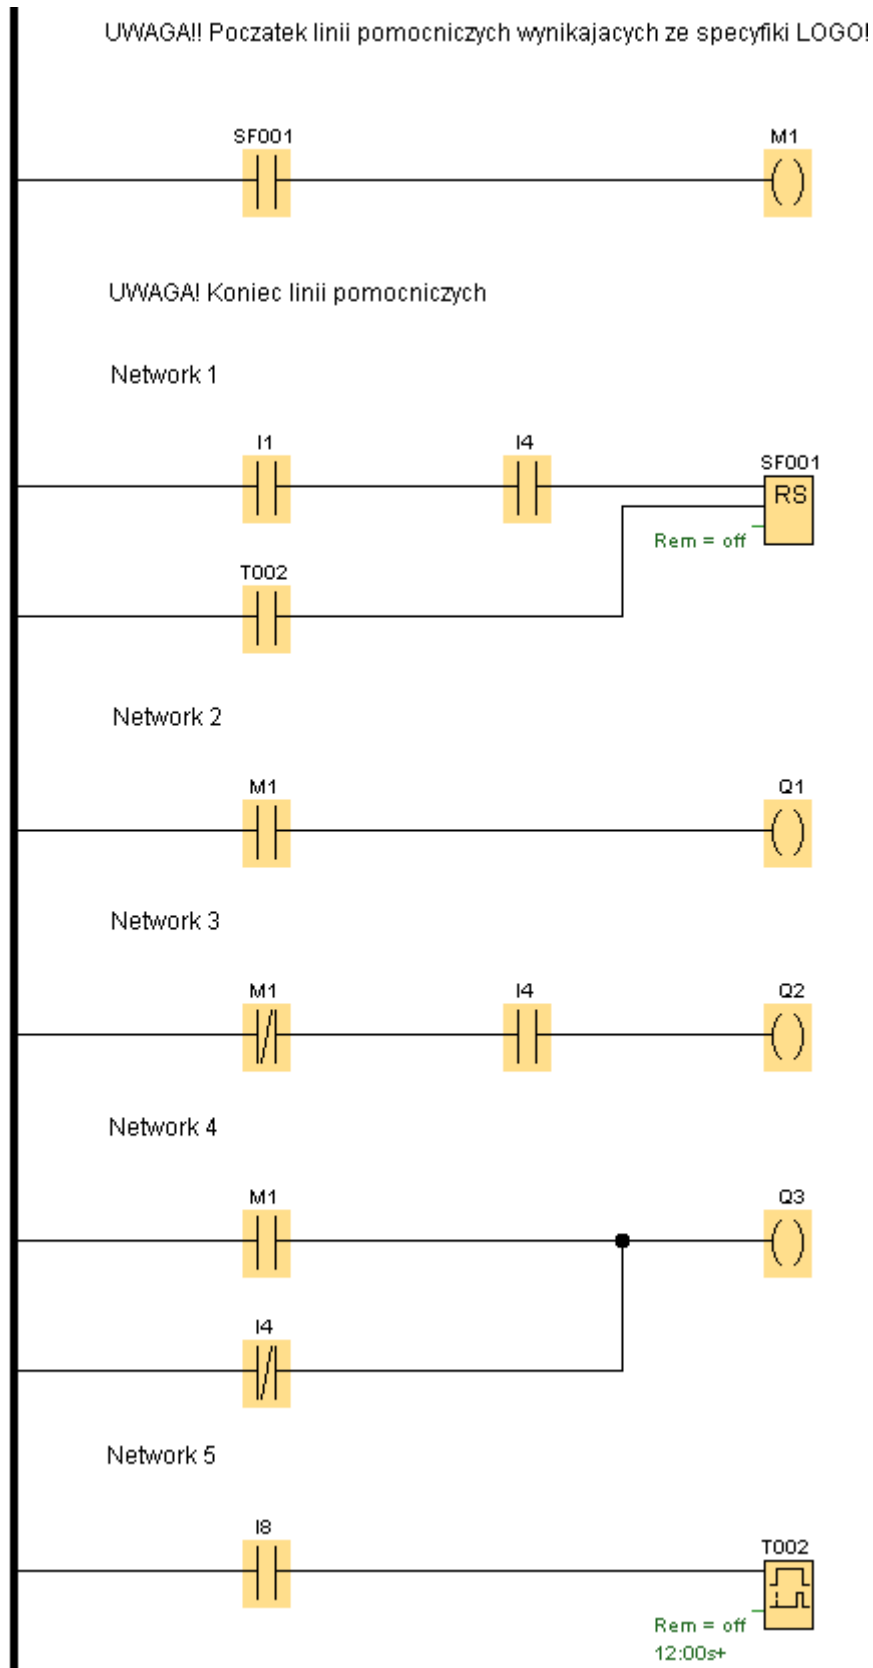 UWAGA!! Poczatek linii pomocniczych wynikajacych ze specyfiki LOGO!
SF001
M1
UWAGA! Koniec linii pomocniczych
Network 1
I1
I4
SF001
RS
Rem = off
T002
Network 2
M1
Q1
Network 3
M1
I4
Q2
Network 4
M1
Q3
I4
Network 5
I8
T002
Rem = off
12:00s+